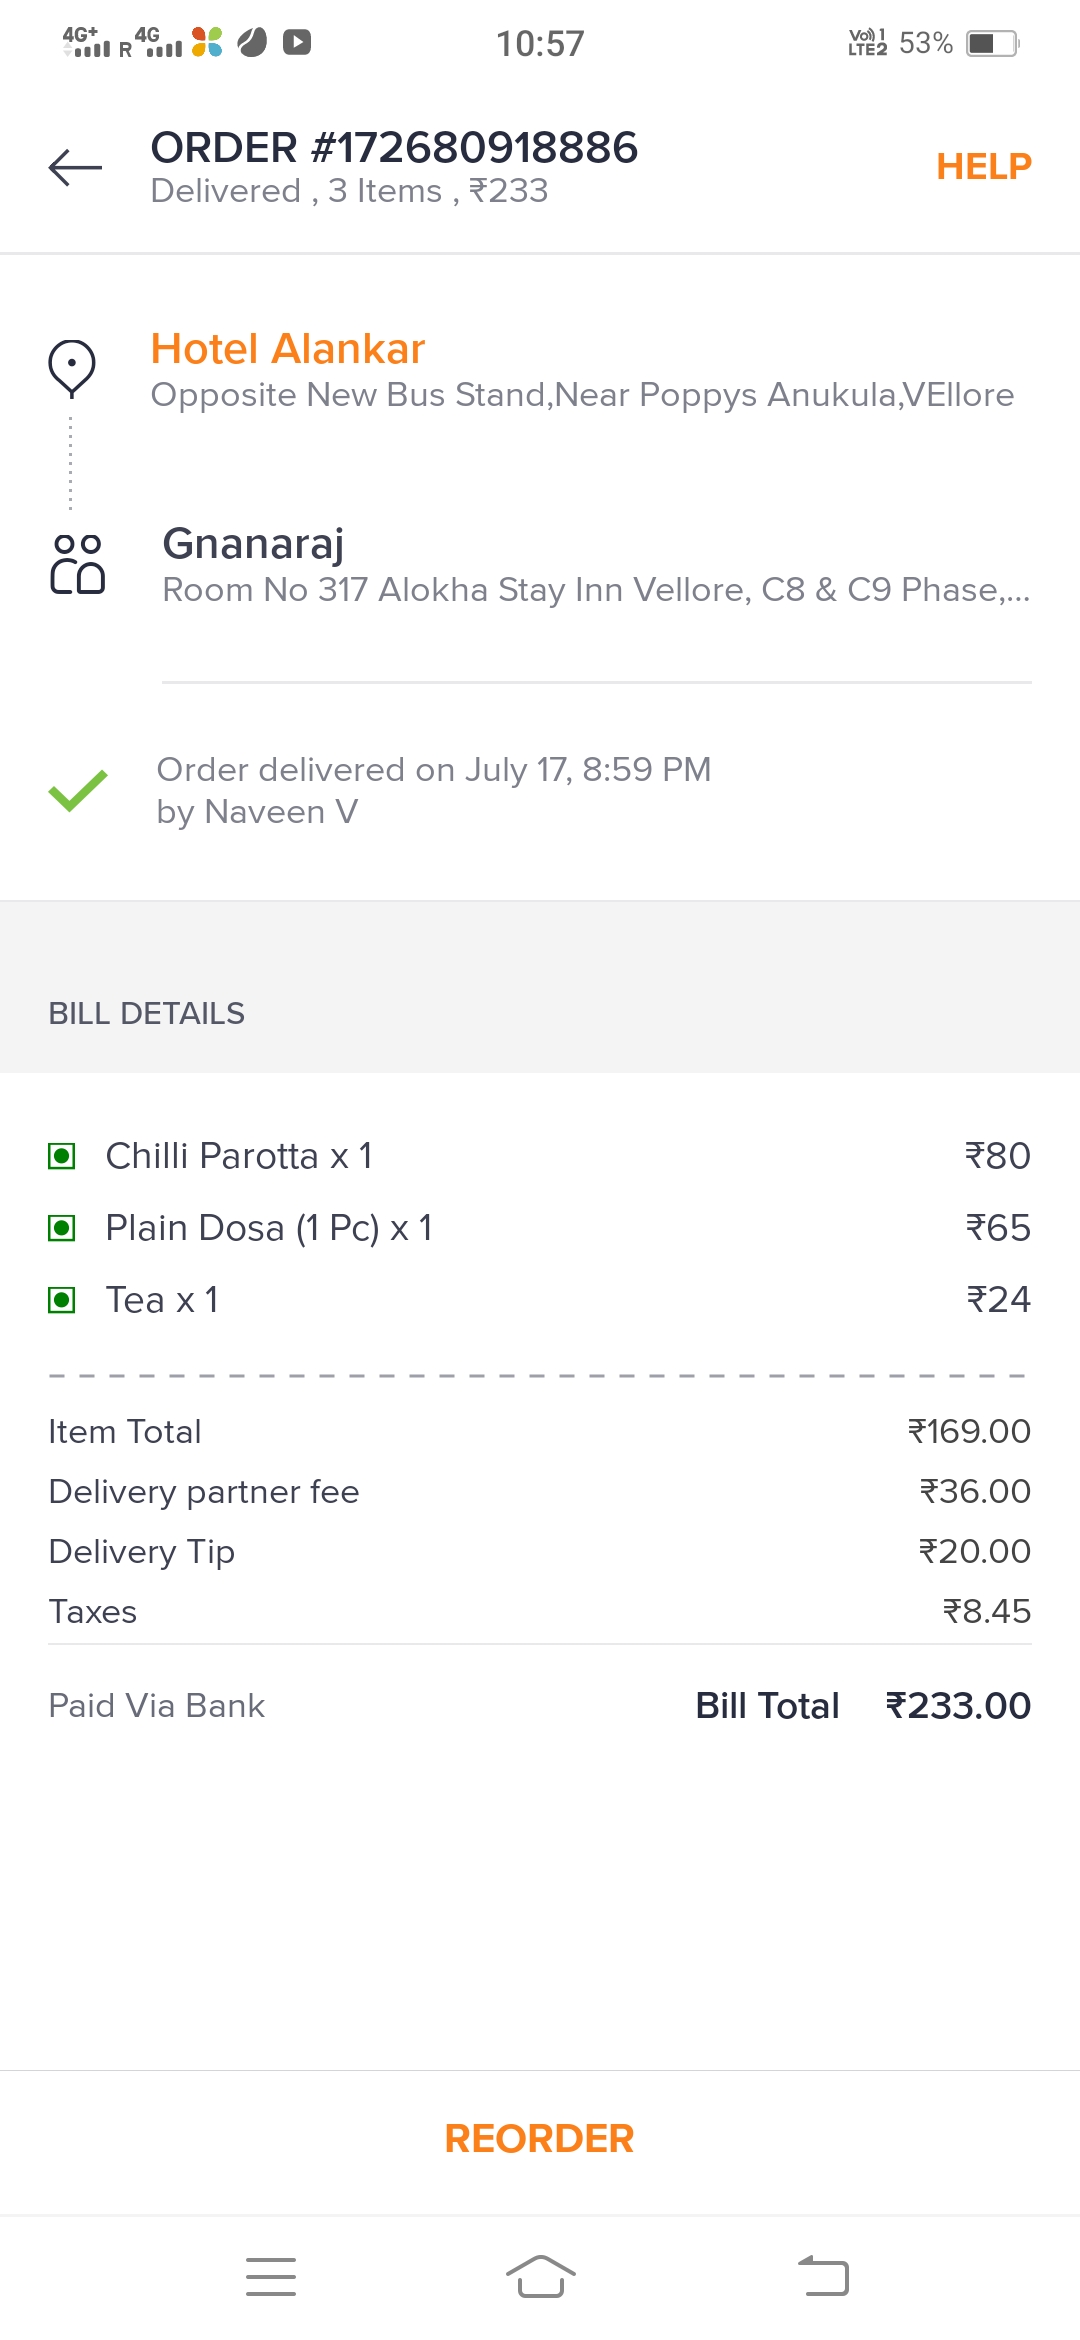 4G+ R 4G 10:57 Vo)) 1 LTE2 53%
ORDER #172680918886
Delivered , 3 Items , ₹233
HELP
Hotel Alankar
Opposite New Bus Stand,Near Poppys Anukula,VEllore
Gnanaraj
Room No 317 Alokha Stay Inn Vellore, C8 & C9 Phase,...
Order delivered on July 17, 8:59 PM
by Naveen V
BILL DETAILS
Chilli Parotta x 1 ₹80
Plain Dosa (1 Pc) x 1 ₹65
Tea x 1 ₹24
Item Total ₹169.00
Delivery partner fee ₹36.00
Delivery Tip ₹20.00
Taxes ₹8.45
Paid Via Bank Bill Total ₹233.00
REORDER